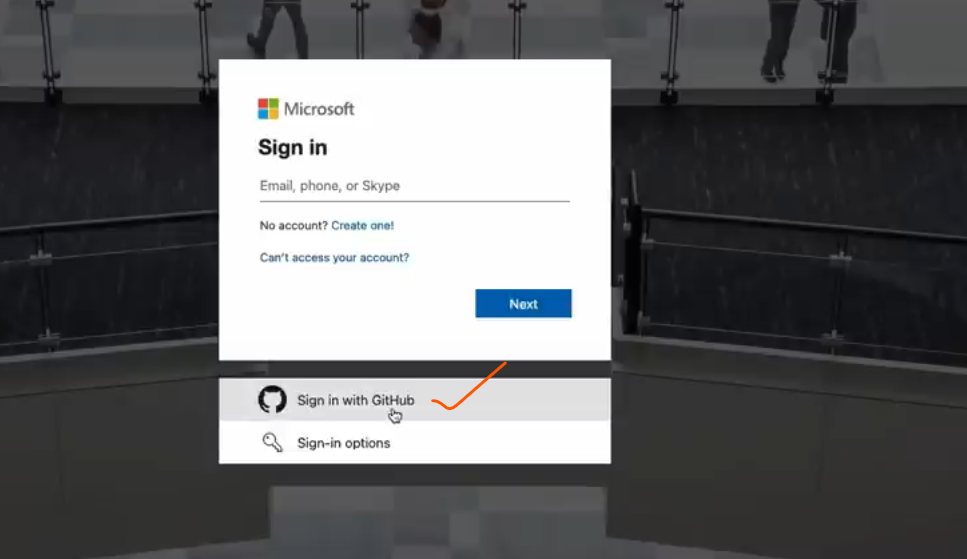 Microsoft
Sign in
Email, phone, or Skype
No account? Create one!
Can't access your account?
Next
Sign in with GitHub
Sign-in options